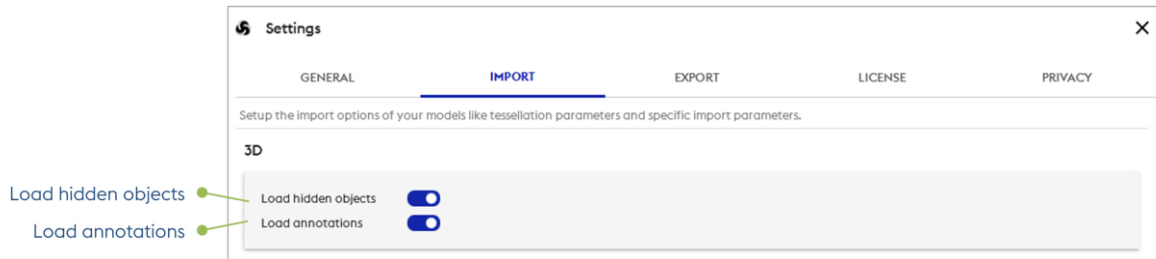 Settings
GENERAL IMPORT EXPORT LICENSE PRIVACY
Setup the import options of your models like tessellation parameters and specific import parameters.
3D
Load hidden objects Load hidden objects
Load annotations Load annotations